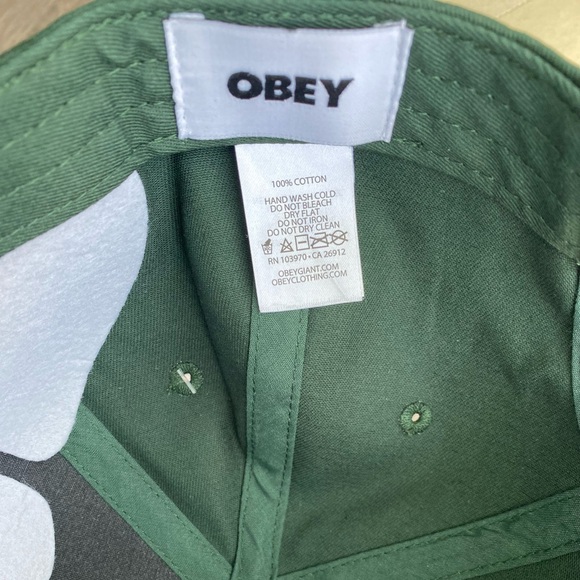 OBEY
100% COTTON
HAND WASH COLD
DO NOT BLEACH
DRY FLAT
DO NOT IRON
DO NOT DRY CLEAN
RN 103970 • CA 26912
OBEYGIANT.COM
OBEYCLOTHING.COM